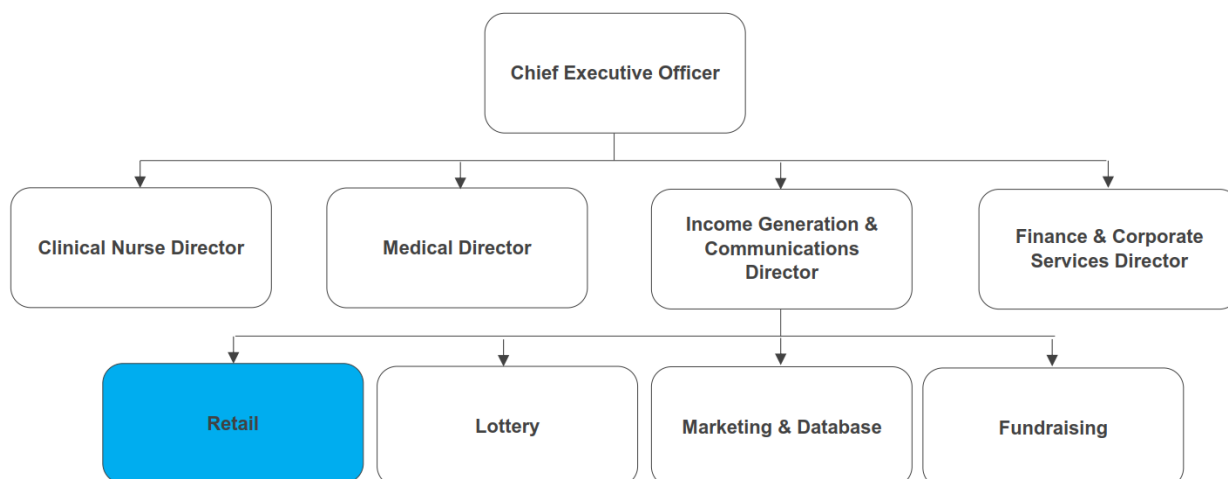 Chief Executive Officer
Clinical Nurse Director
Medical Director
Income Generation &
Communications
Director
Finance & Corporate
Services Director
Retail
Lottery
Marketing & Database
Fundraising